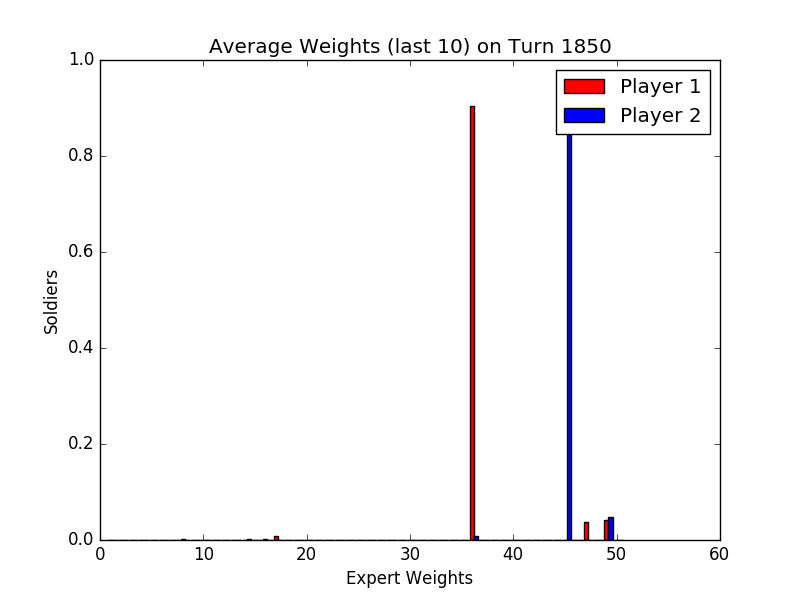 Average Weights (last 10) on Turn 1850
1.0
Player 1
Player 2
0.8
0.6
0.4
0.2
0.0
Soldiers
0 10 20 30 40 50 60
Expert Weights